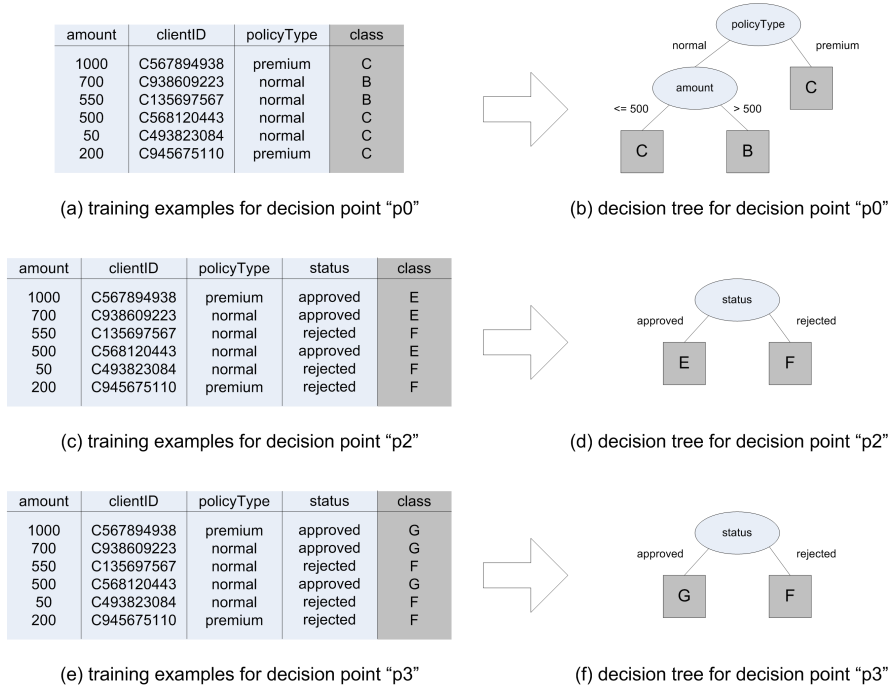 amount clientID policyType class
1000 C567894938 premium C
700 C938609223 normal B
550 C135697567 normal B
500 C568120443 normal C
50 C493823084 normal C
200 C945675110 premium C
(a) training examples for decision point “p0”
policyType
normal premium
amount C
<= 500 > 500
C B
(b) decision tree for decision point “p0”
amount clientID policyType status class
1000 C567894938 premium approved E
700 C938609223 normal approved E
550 C135697567 normal rejected F
500 C568120443 normal approved E
50 C493823084 normal rejected F
200 C945675110 premium rejected F
(c) training examples for decision point “p2”
status
approved rejected
E F
(d) decision tree for decision point “p2”
amount clientID policyType status class
1000 C567894938 premium approved G
700 C938609223 normal approved G
550 C135697567 normal rejected F
500 C568120443 normal approved G
50 C493823084 normal rejected F
200 C945675110 premium rejected F
(e) training examples for decision point “p3”
status
approved rejected
G F
(f) decision tree for decision point “p3”